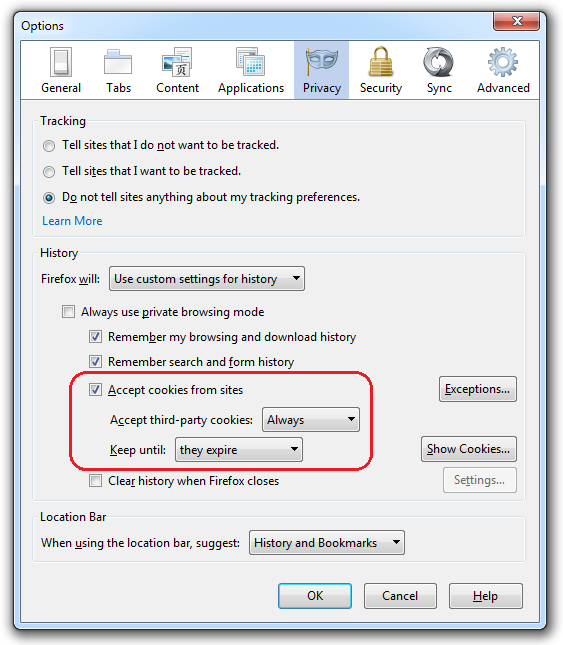 Options
General Tabs Content Applications Privacy Security Sync Advanced
Tracking
Tell sites that I do not want to be tracked.
Tell sites that I want to be tracked.
Do not tell sites anything about my tracking preferences.
Learn More
History
Firefox will: Use custom settings for history
Always use private browsing mode
Remember my browsing and download history
Remember search and form history
Accept cookies from sites Exceptions...
Accept third-party cookies: Always
Keep until: they expire Show Cookies...
Clear history when Firefox closes Settings...
Location Bar
When using the location bar, suggest: History and Bookmarks
OK Cancel Help